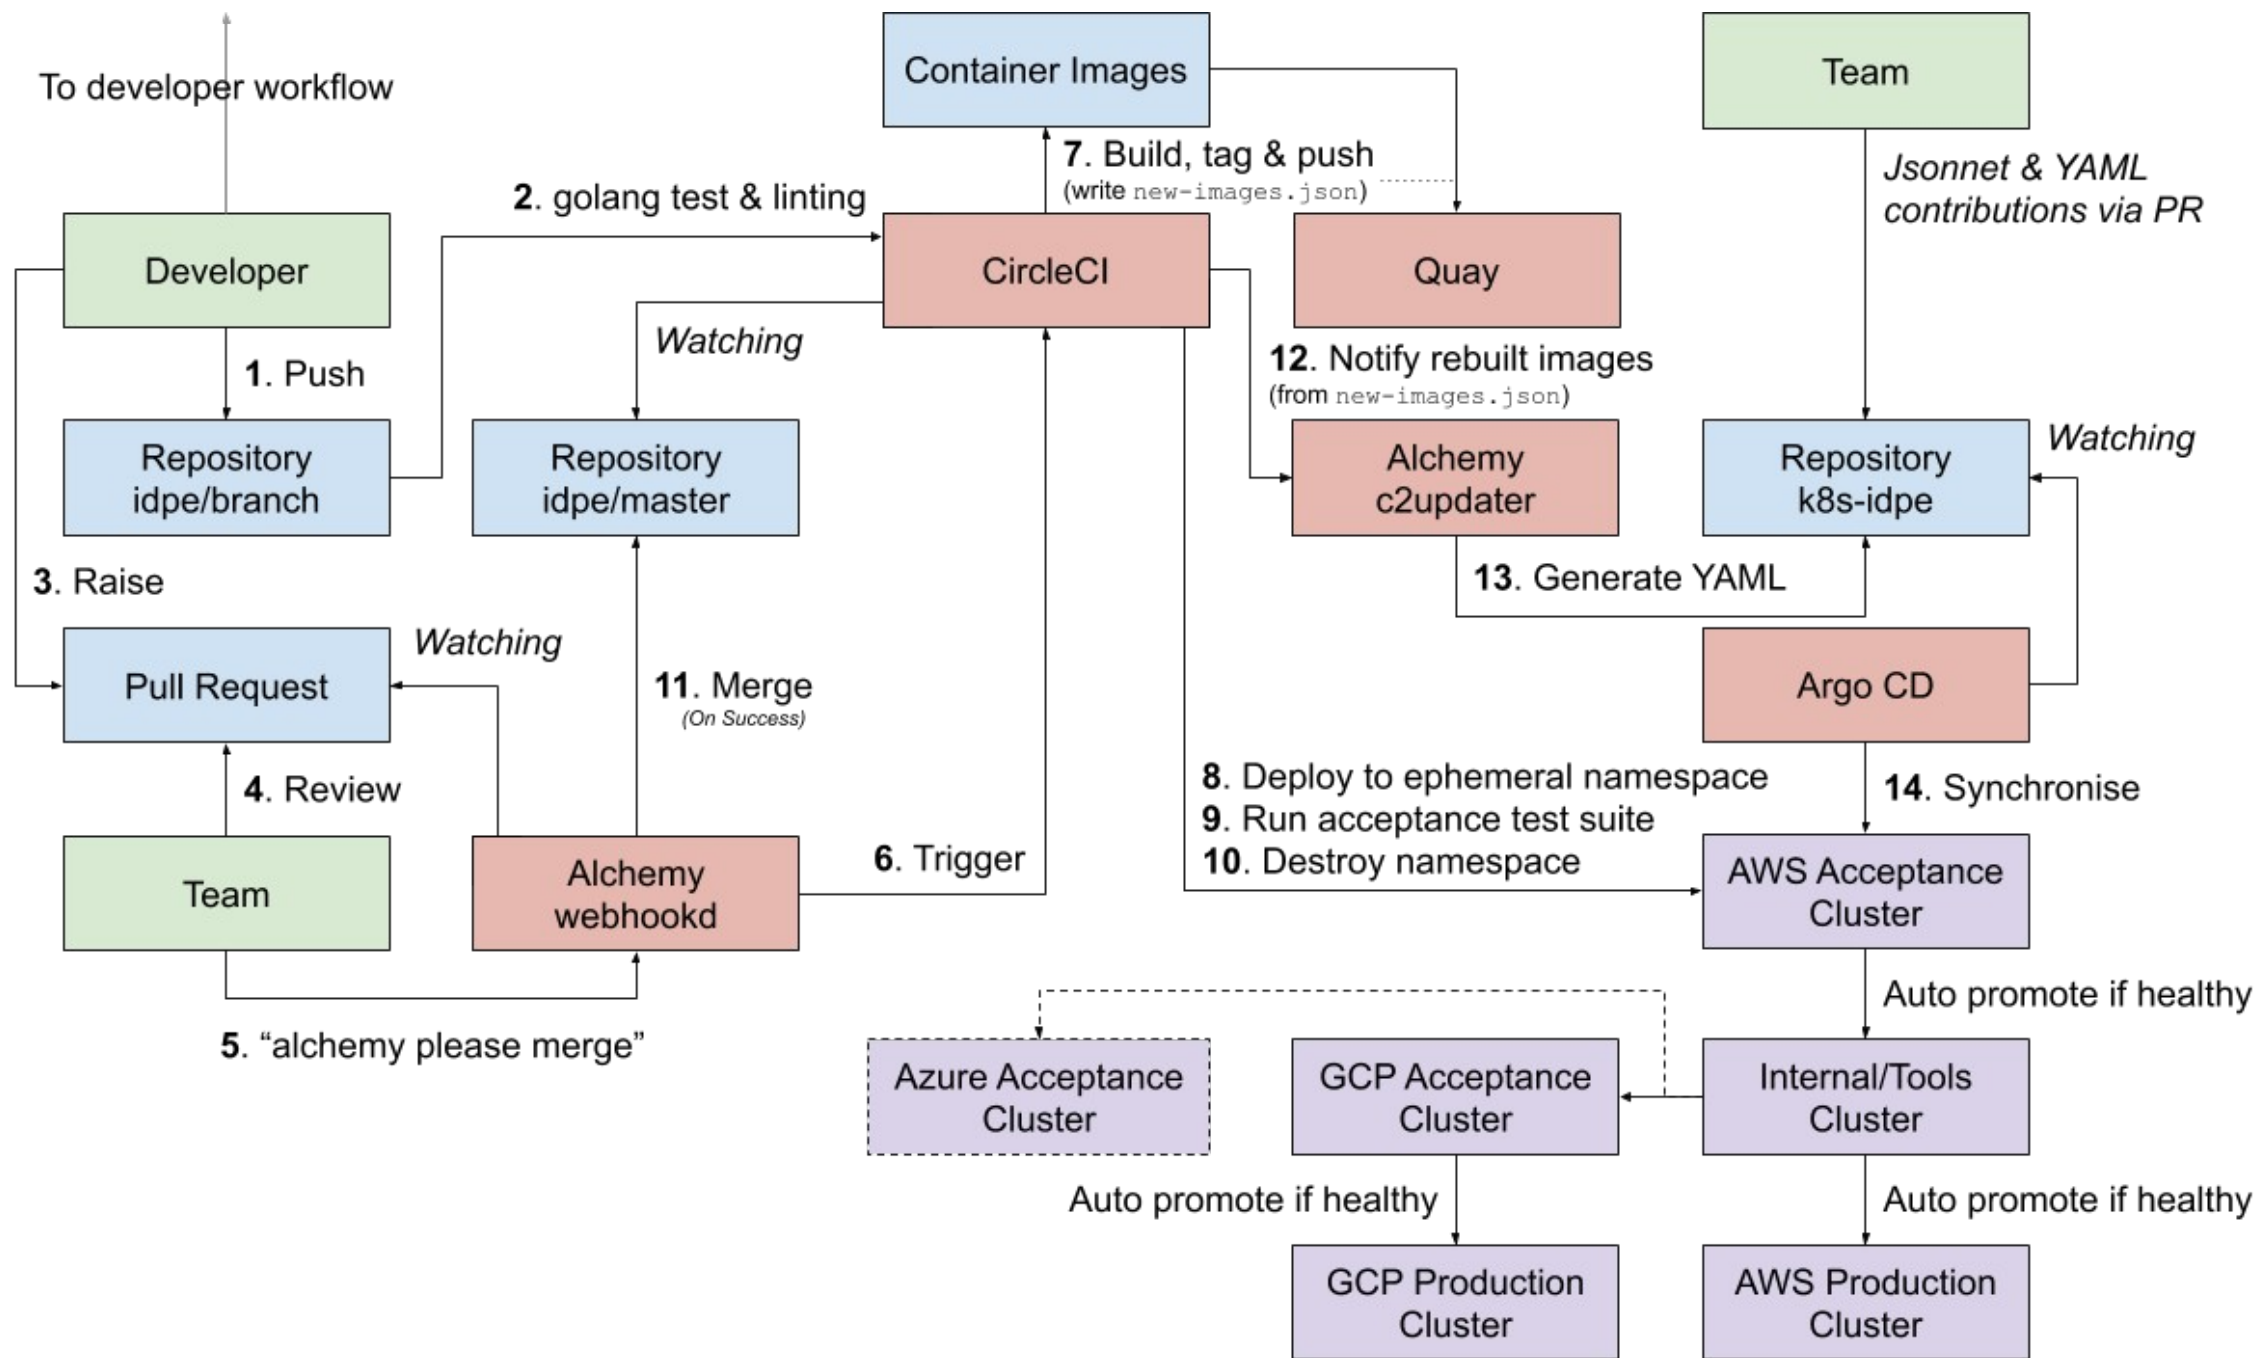 To developer workflow
Container Images
Team
7. Build, tag & push
(write new-images.json)
Jsonnet & YAML
contributions via PR
2. golang test & linting
Developer
CircleCI
Quay
Watching
1. Push
12. Notify rebuilt images
(from new-images.json)
Repository
idpe/branch
Repository
idpe/master
Alchemy
c2updater
Repository
k8s-idpe
Watching
3. Raise
13. Generate YAML
Pull Request
Watching
11. Merge
(On Success)
Argo CD
4. Review
8. Deploy to ephemeral namespace
9. Run acceptance test suite
10. Destroy namespace
14. Synchronise
Team
Alchemy
webhookd
6. Trigger
AWS Acceptance
Cluster
5. “alchemy please merge”
Auto promote if healthy
Azure Acceptance
Cluster
GCP Acceptance
Cluster
Internal/Tools
Cluster
Auto promote if healthy
Auto promote if healthy
GCP Production
Cluster
AWS Production
Cluster